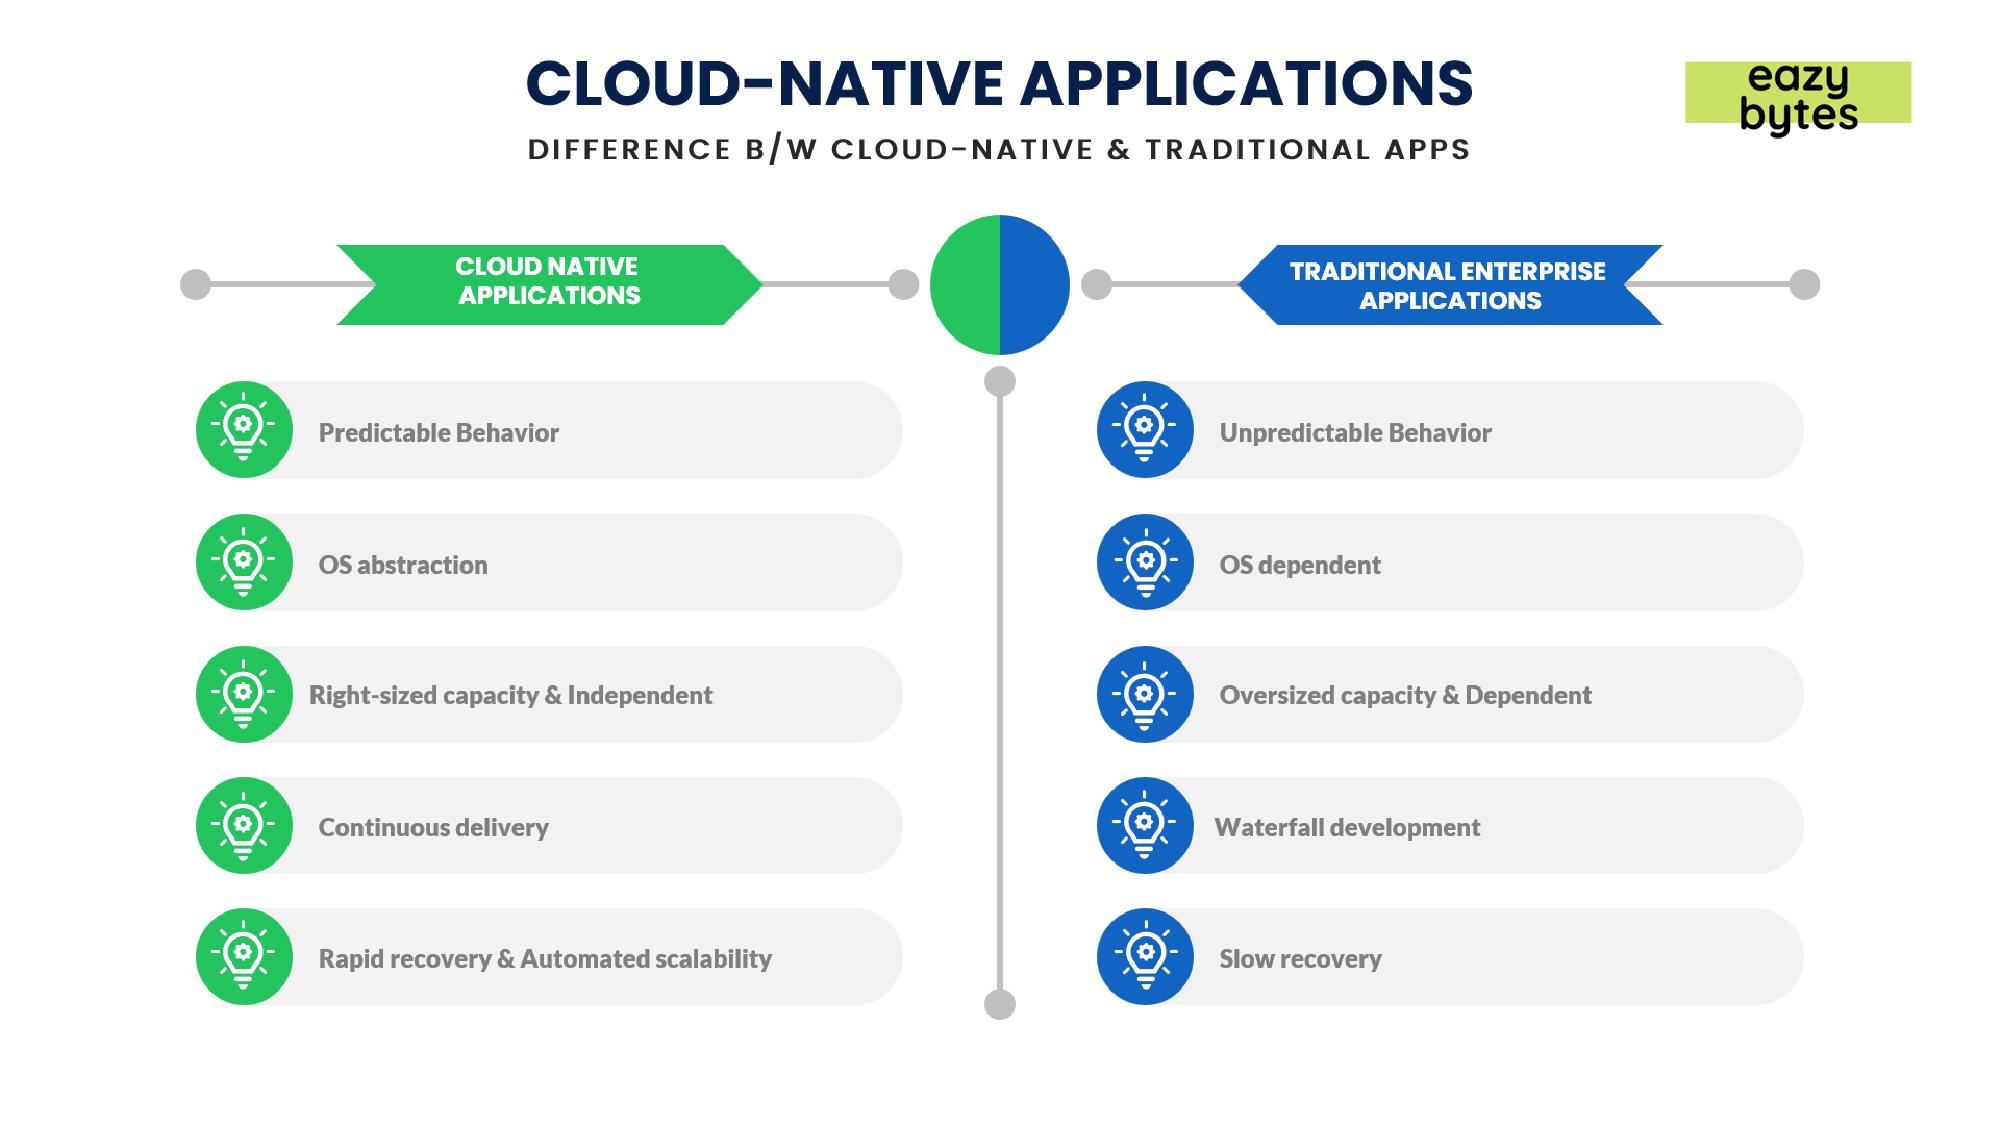 CLOUD-NATIVE APPLICATIONS
DIFFERENCE B/W CLOUD-NATIVE & TRADITIONAL APPS
eazy
bytes
CLOUD NATIVE
APPLICATIONS
Predictable Behavior
OS abstraction
Right-sized capacity & Independent
Continuous delivery
Rapid recovery & Automated scalability
TRADITIONAL ENTERPRISE
APPLICATIONS
Unpredictable Behavior
OS dependent
Oversized capacity & Dependent
Waterfall development
Slow recovery